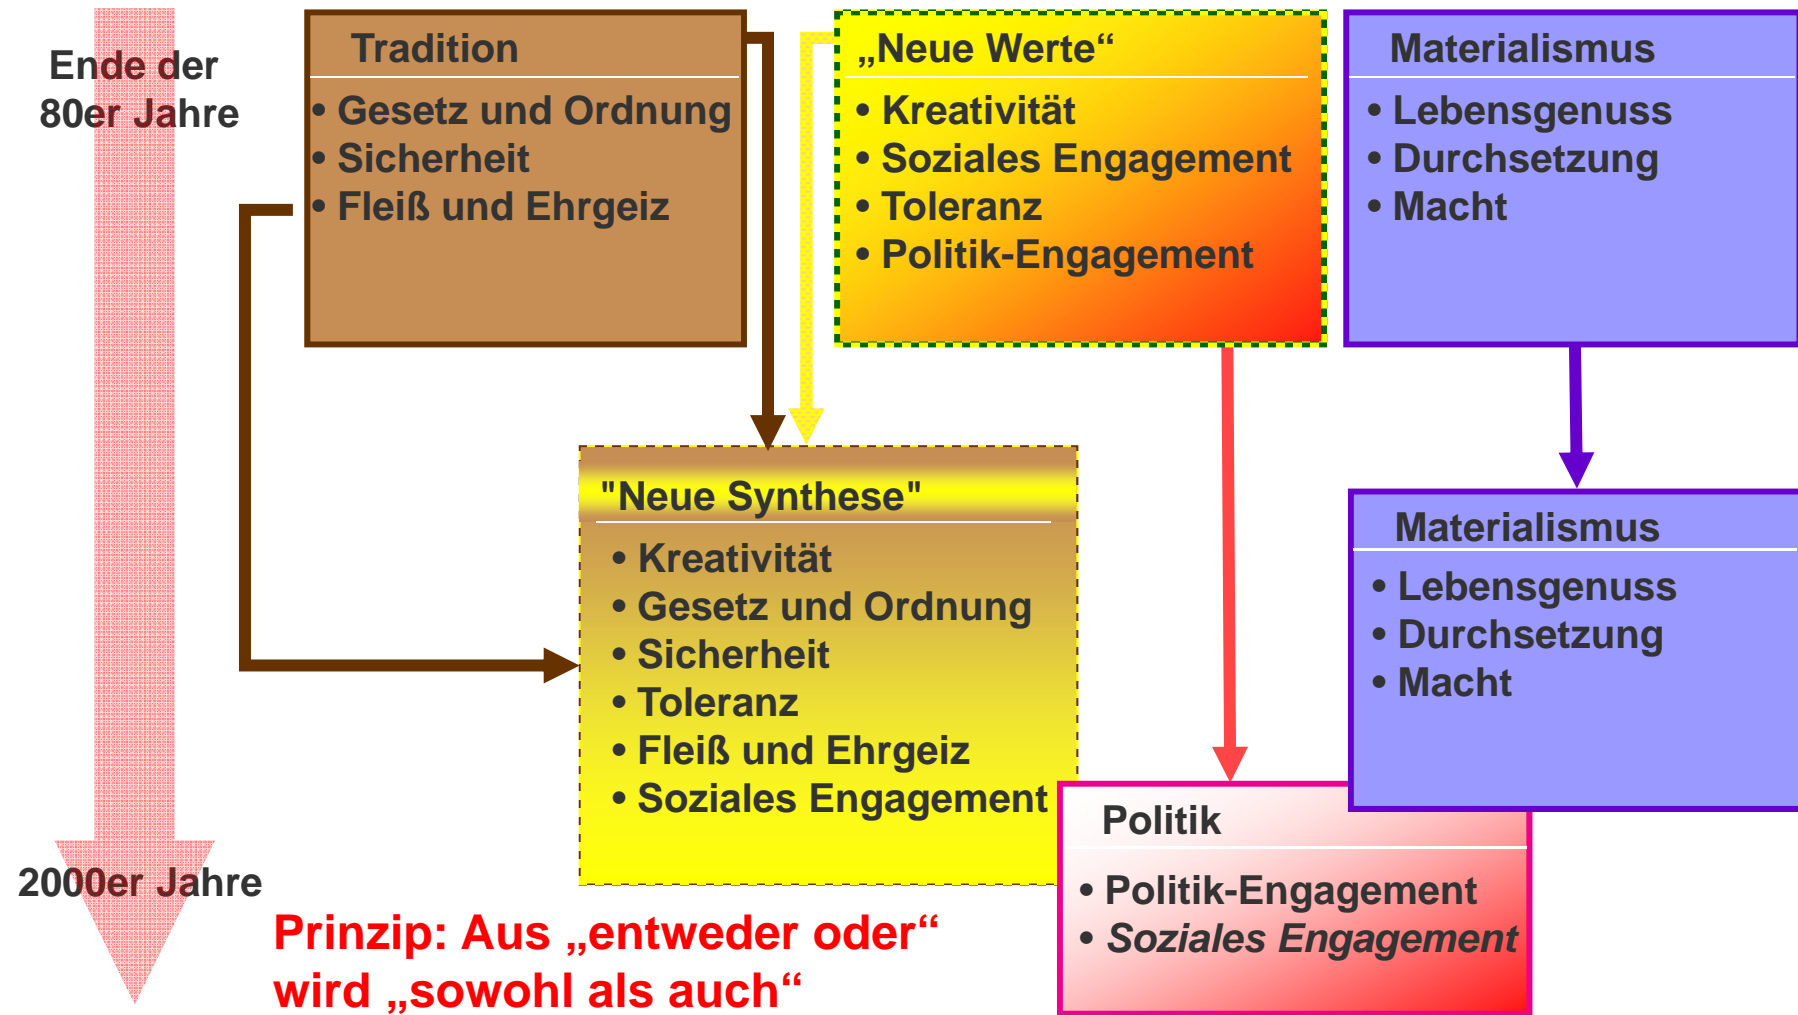 Ende der
80er Jahre
Tradition
• Gesetz und Ordnung
• Sicherheit
• Fleiß und Ehrgeiz
„Neue Werte“
• Kreativität
• Soziales Engagement
• Toleranz
• Politik-Engagement
Materialismus
• Lebensgenuss
• Durchsetzung
• Macht
"Neue Synthese"
• Kreativität
• Gesetz und Ordnung
• Sicherheit
• Toleranz
• Fleiß und Ehrgeiz
• Soziales Engagement
Materialismus
• Lebensgenuss
• Durchsetzung
• Macht
Politik
• Politik-Engagement
• Soziales Engagement
2000er Jahre
Prinzip: Aus „entweder oder“
wird „sowohl als auch“